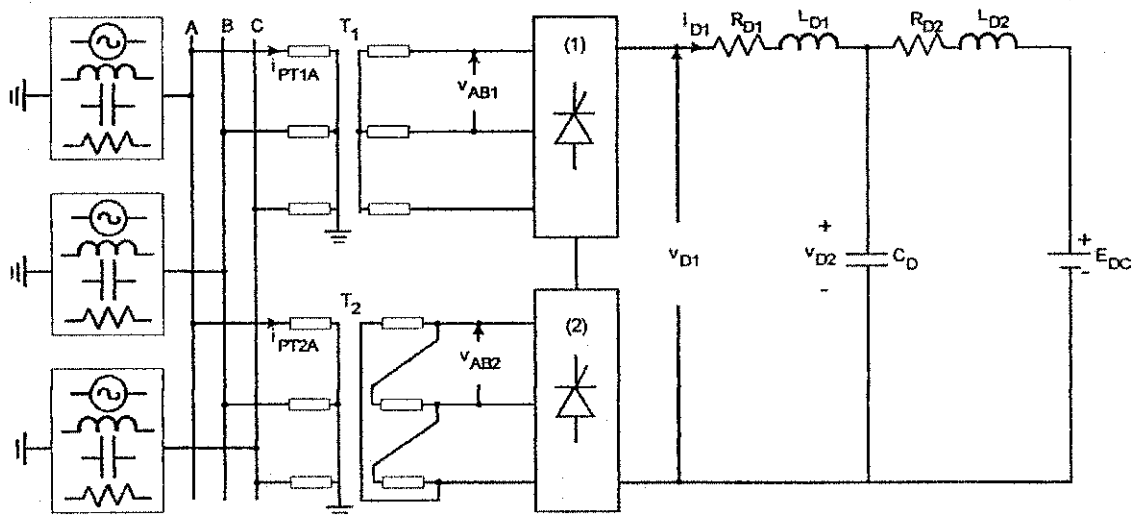 A B C T1 (1) iD1 RD1 LD1 RD2 LD2
iPT1A vAB1
+
vD1 vD2 CD + EDC
- -
T2 (2)
iPT2A vAB2